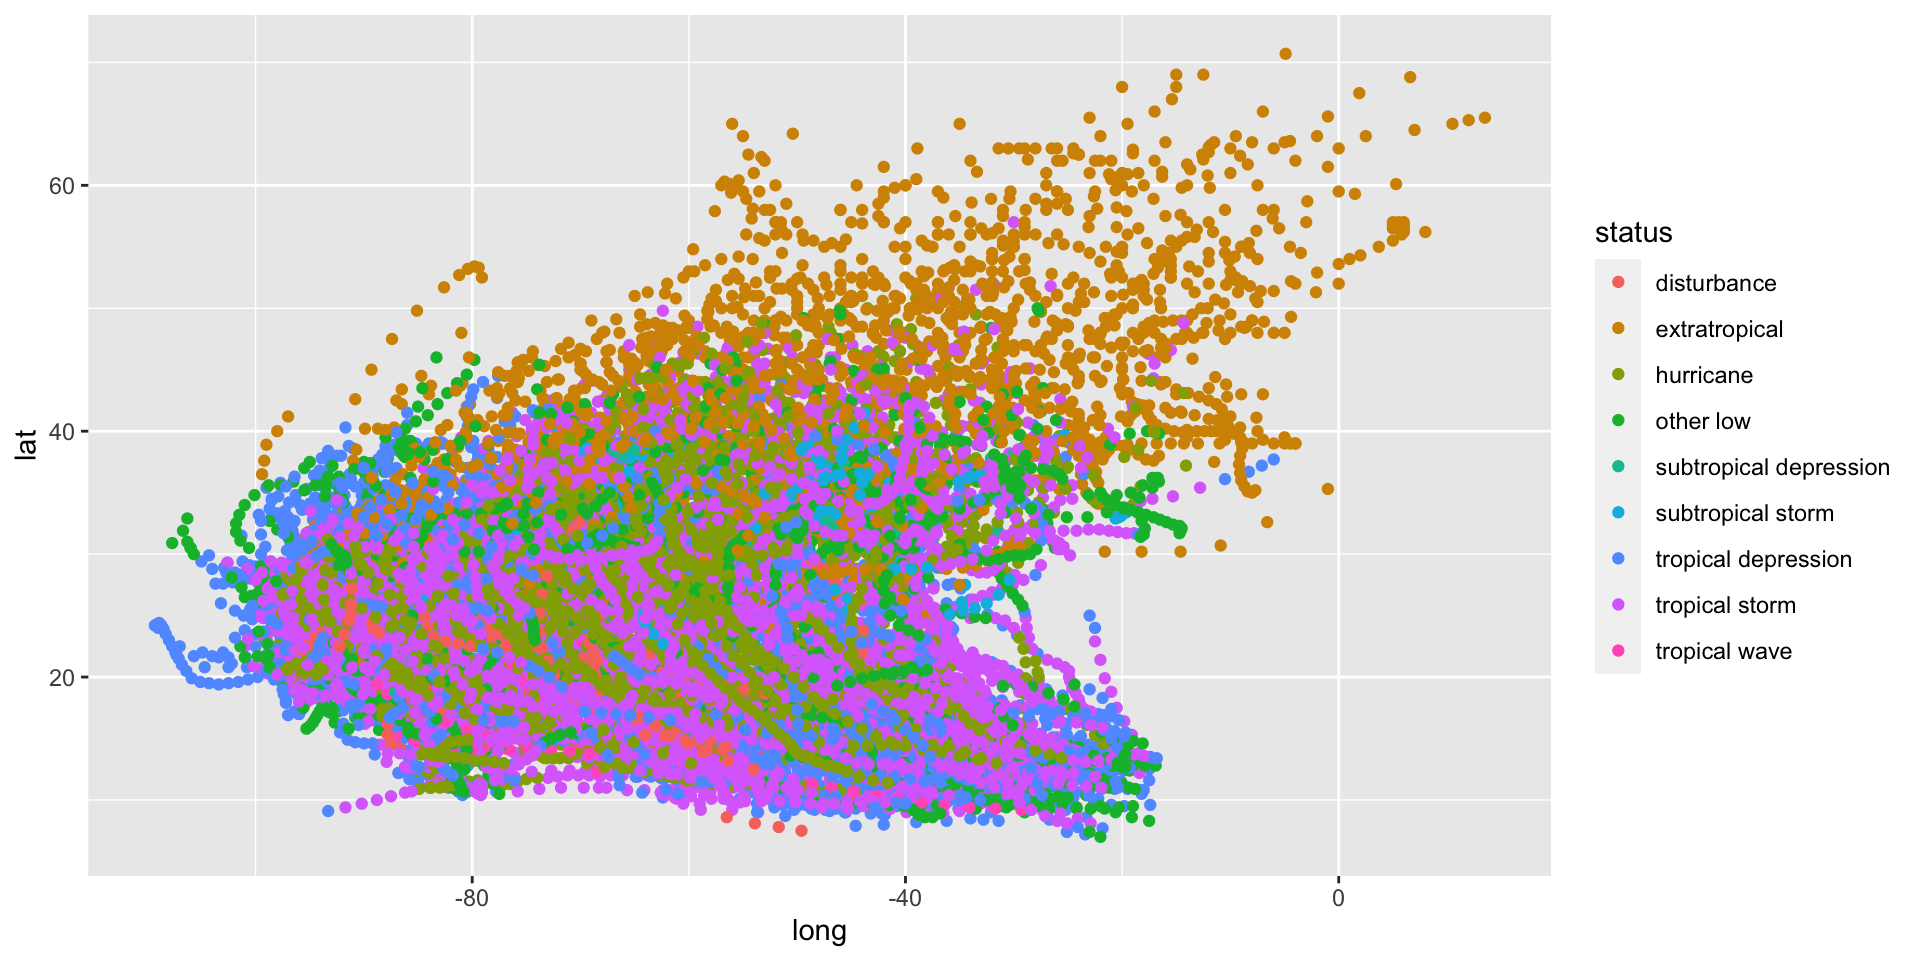 60
40
20
lat
-80
-40
0
long
status
disturbance
extratropical
hurricane
other low
subtropical depression
subtropical storm
tropical depression
tropical storm
tropical wave